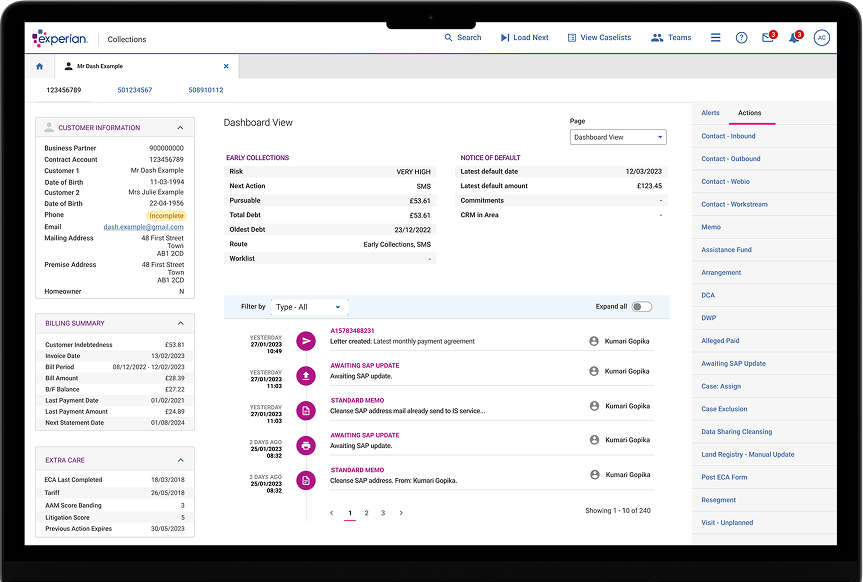 experian.
Collections
Search
Load Next
View Caselists
Teams
3
3
AC
Mr Dash Example
123456789
501234567
508910112
CUSTOMER INFORMATION
Business Partner 900000000
Contract Account 123456789
Customer 1 Mr Dash Example
Date of Birth 11-03-1994
Customer 2 Mrs Julie Example
Date of Birth 22-04-1956
Phone Incomplete
Email dash.example@gmail.com
Mailing Address 48 First Street
Town
AB1 2CD
Premise Address 48 First Street
Town
AB1 2CD
Homeowner N
BILLING SUMMARY
Customer Indebtedness £53.81
Invoice Date 13/02/2023
Bill Period 08/12/2022 - 12/02/2023
Bill Amount £28.39
B/F Balance £27.22
Last Payment Date 01/02/2021
Last Payment Amount £24.89
Next Statement Date 01/08/2024
EXTRA CARE
ECA Last Completed 18/03/2018
Tariff 26/05/2018
AAM Score Banding 3
Litigation Score 5
Previous Action Expires 30/05/2023
Dashboard View
Page
Dashboard View
EARLY COLLECTIONS
Risk VERY HIGH
Next Action SMS
Pursuable £53.61
Total Debt £53.61
Oldest Debt 23/12/2022
Route Early Collections, SMS
Worklist -
NOTICE OF DEFAULT
Latest default date 12/03/2023
Latest default amount £123.45
Commitments -
CRM in Area -
Filter by Type - All
Expand all
YESTERDAY
27/01/2023
10:49
A15783488231
Letter created: Latest monthly payment agreement
Kumari Gopika
YESTERDAY
27/01/2023
11:03
AWAITING SAP UPDATE
Awaiting SAP update.
Kumari Gopika
YESTERDAY
27/01/2023
11:03
STANDARD MEMO
Cleanse SAP address mail already send to IS service...
Kumari Gopika
2 DAYS AGO
25/01/2023
08:32
AWAITING SAP UPDATE
Awaiting SAP update.
Kumari Gopika
2 DAYS AGO
25/01/2023
08:32
STANDARD MEMO
Cleanse SAP address. From: Kumari Gopika.
Kumari Gopika
1 2 3
Showing 1 - 10 of 240
Alerts
Actions
Contact - Inbound
Contact - Outbound
Contact - Webio
Contact - Workstream
Memo
Assistance Fund
Arrangement
DCA
DWP
Alleged Paid
Awaiting SAP Update
Case: Assign
Case Exclusion
Data Sharing Cleansing
Land Registry - Manual Update
Post ECA Form
Resegment
Visit - Unplanned